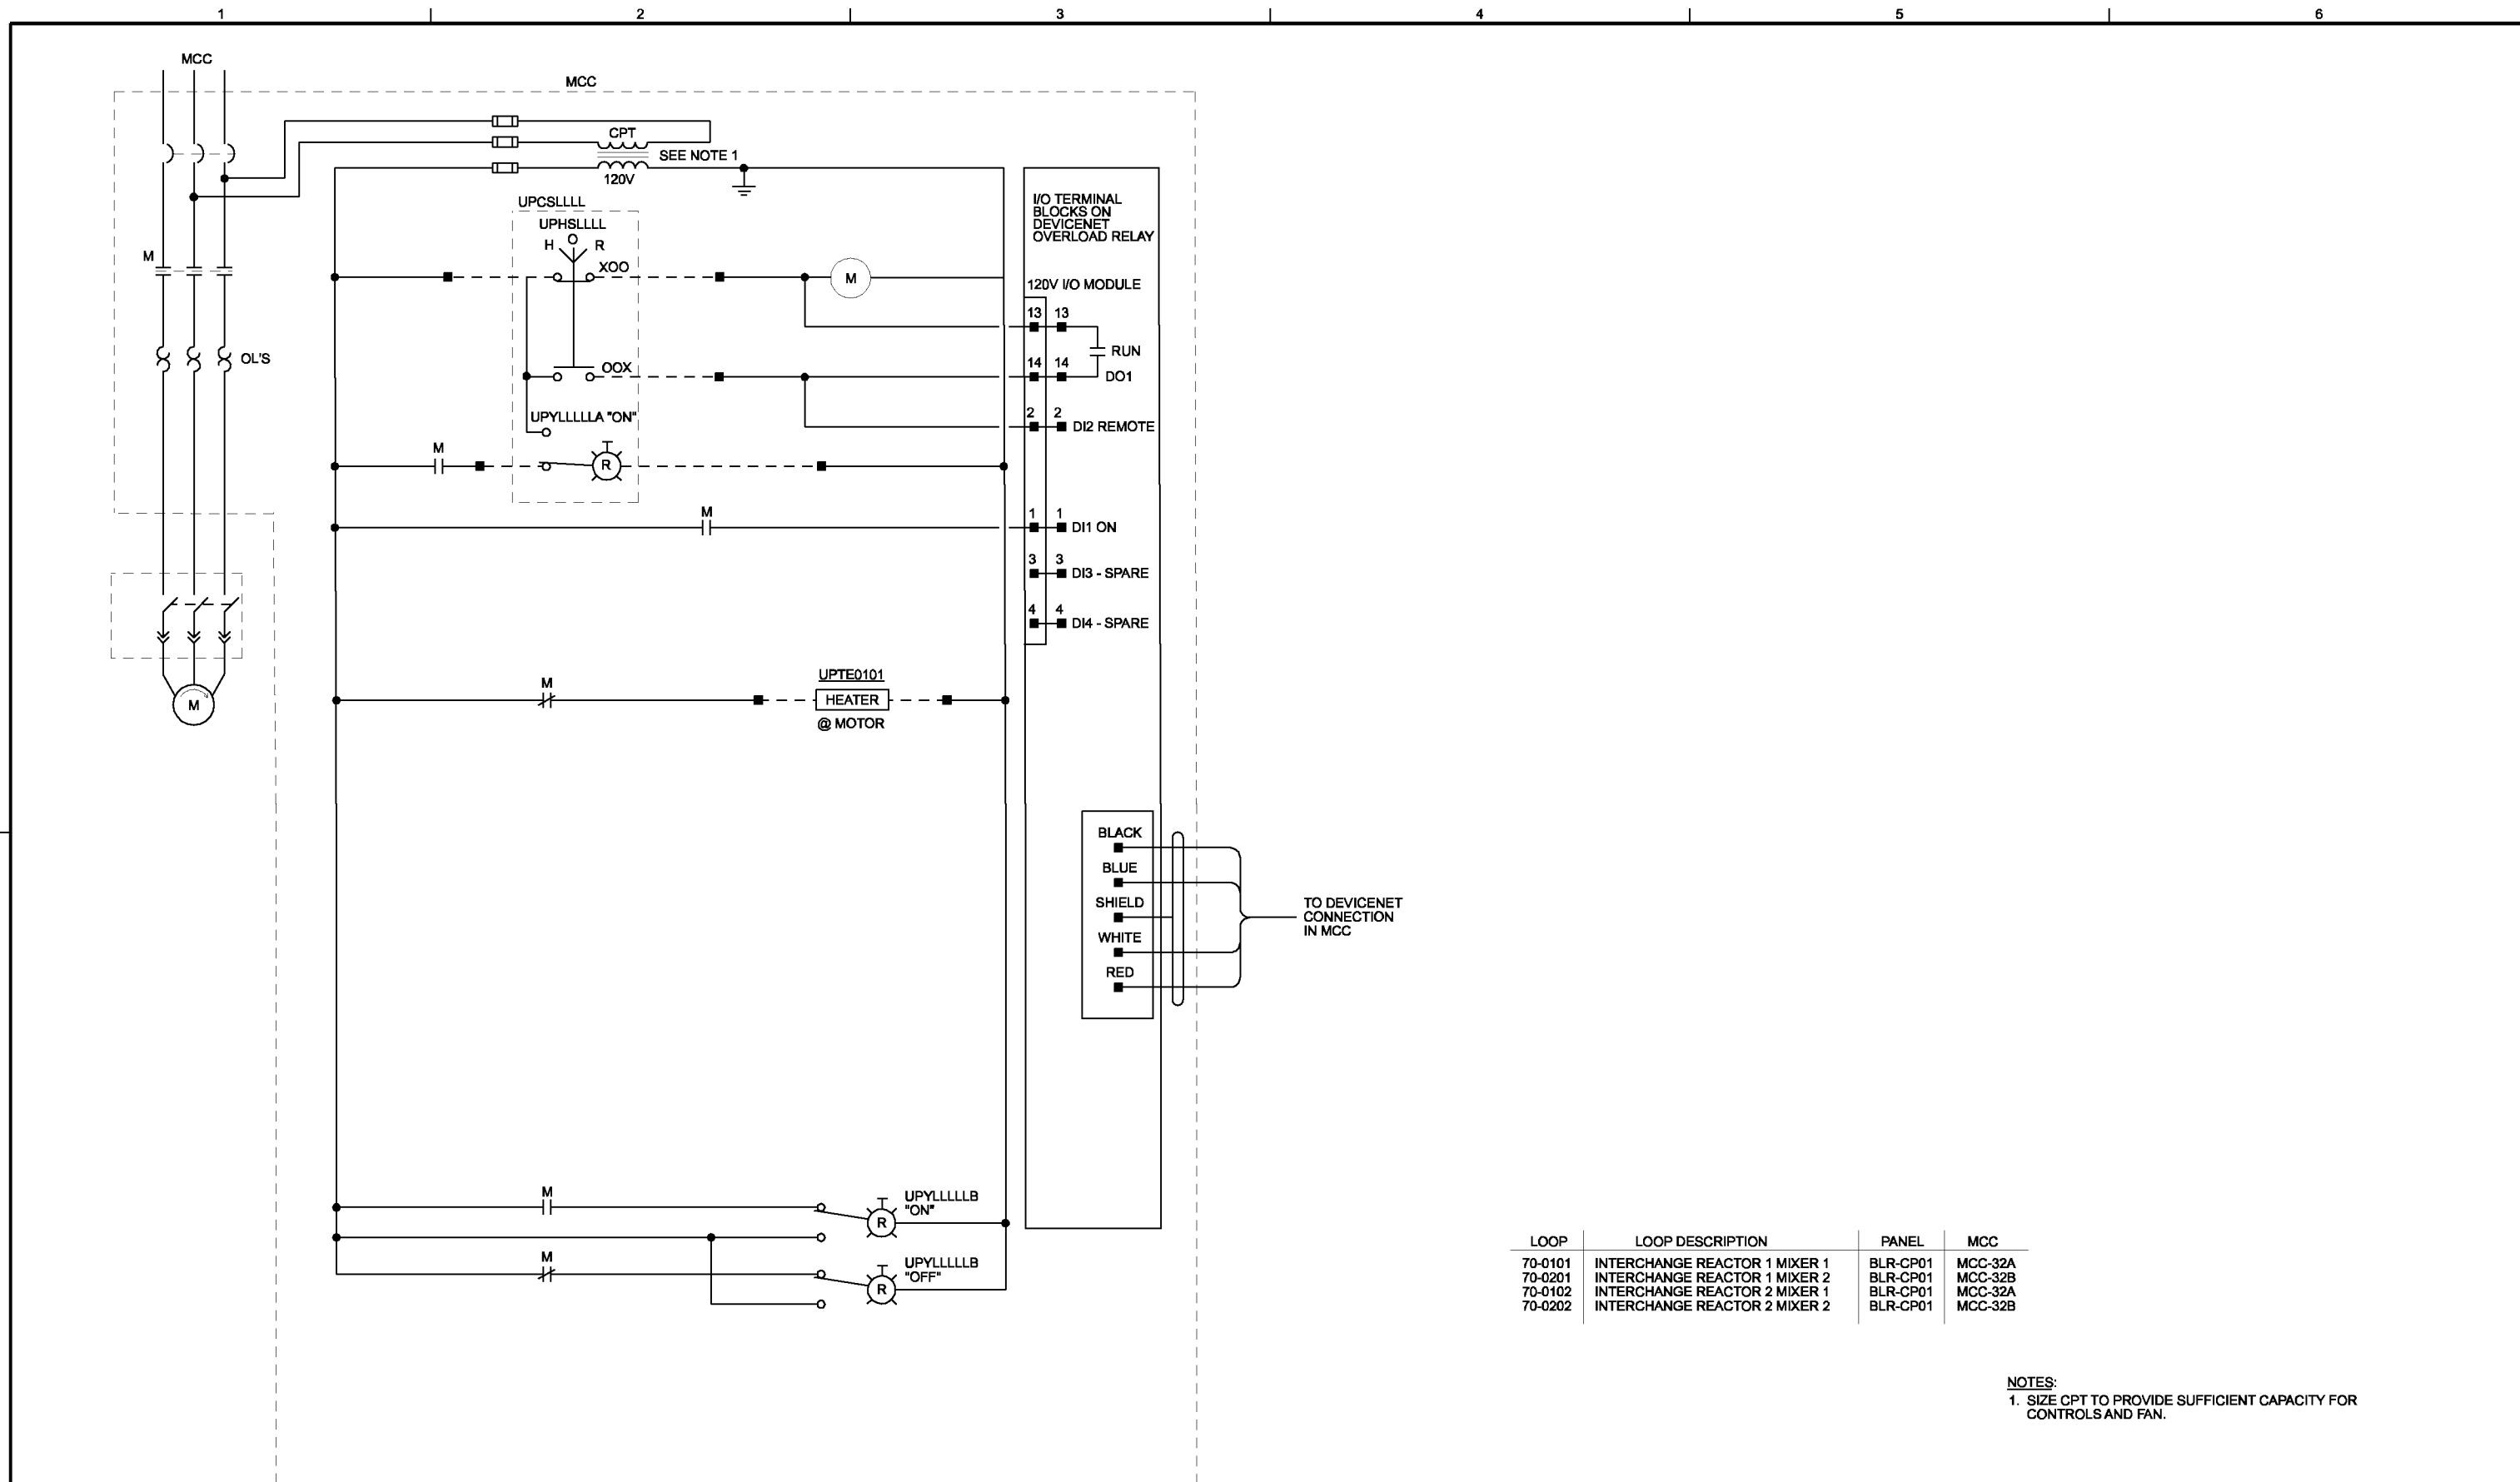 1 2 3 4 5 6
MCC
MCC
CPT
SEE NOTE 1
120V
UPCSLLLL
UPHSLLLL
O
H R
XOO
M
M
OL'S
OOX
UPYLLLLLA "ON"
M
R
I/O TERMINAL
BLOCKS ON
DEVICENET
OVERLOAD RELAY
120V I/O MODULE
13 13
RUN
14 14
DO1
2 2
DI2 REMOTE
M
1 1
DI1 ON
3 3
DI3 - SPARE
4 4
DI4 - SPARE
M
M
UPTE0101
HEATER
@ MOTOR
BLACK
BLUE
SHIELD
WHITE
RED
TO DEVICENET
CONNECTION
IN MCC
M
UPYLLLLLB
"ON"
R
M
UPYLLLLLB
"OFF"
R
LOOP LOOP DESCRIPTION PANEL MCC
70-0101 INTERCHANGE REACTOR 1 MIXER 1 BLR-CP01 MCC-32A
70-0201 INTERCHANGE REACTOR 1 MIXER 2 BLR-CP01 MCC-32B
70-0102 INTERCHANGE REACTOR 2 MIXER 1 BLR-CP01 MCC-32A
70-0202 INTERCHANGE REACTOR 2 MIXER 2 BLR-CP01 MCC-32B
NOTES:
1. SIZE CPT TO PROVIDE SUFFICIENT CAPACITY FOR
CONTROLS AND FAN.